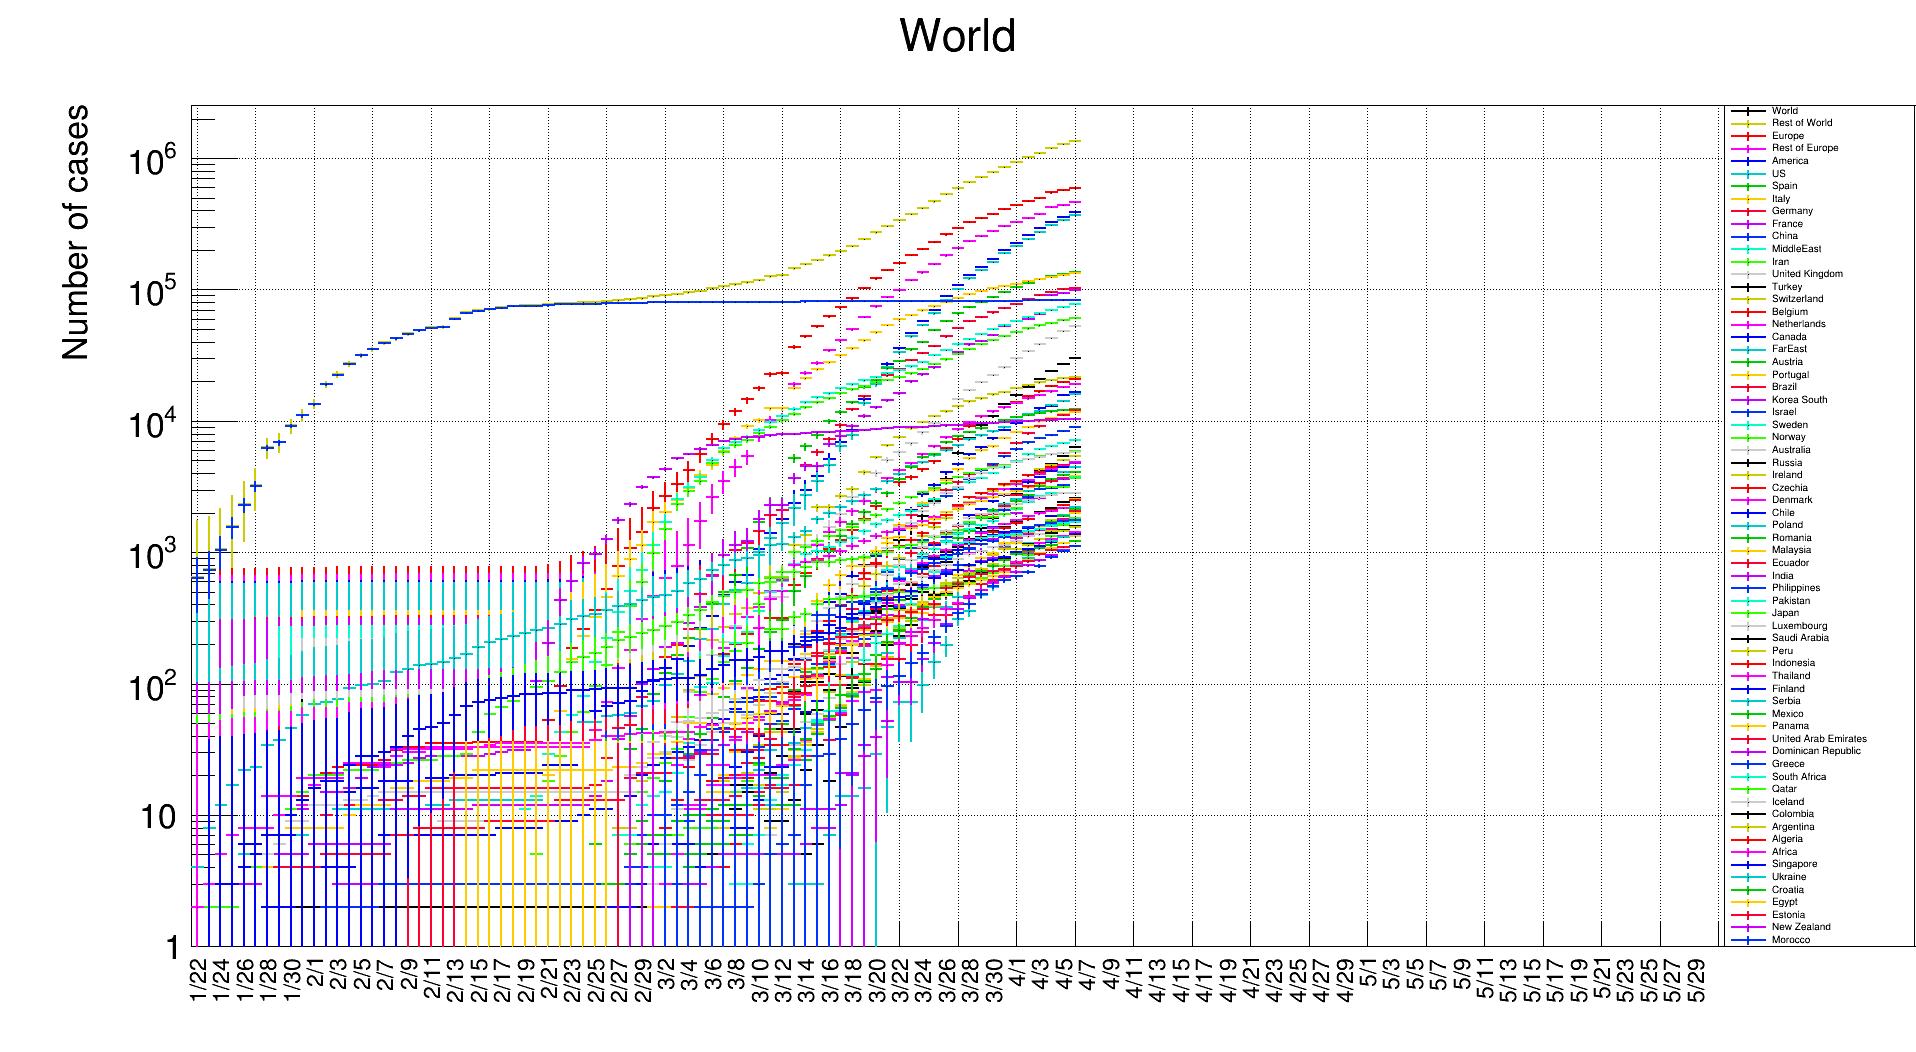 World
Number of cases
10^6
10^5
10^4
10^3
10^2
10
1
1/22
1/24
1/26
1/28
1/30
2/1
2/3
2/5
2/7
2/9
2/11
2/13
2/15
2/17
2/19
2/21
2/23
2/25
2/27
2/29
3/2
3/4
3/6
3/8
3/10
3/12
3/14
3/16
3/18
3/20
3/22
3/24
3/26
3/28
3/30
4/1
4/3
4/5
4/7
4/9
4/11
4/13
4/15
4/17
4/19
4/21
4/23
4/25
4/27
4/29
5/1
5/3
5/5
5/7
5/9
5/11
5/13
5/15
5/17
5/19
5/21
5/23
5/25
5/27
5/29
World
Rest of World
Europe
Rest of Europe
America
US
Spain
Italy
Germany
France
China
MiddleEast
Iran
United Kingdom
Turkey
Switzerland
Belgium
Netherlands
Canada
FarEast
Austria
Portugal
Brazil
Korea South
Israel
Sweden
Norway
Australia
Russia
Ireland
Czechia
Denmark
Chile
Poland
Romania
Malaysia
Ecuador
India
Philippines
Pakistan
Japan
Luxembourg
Saudi Arabia
Peru
Indonesia
Thailand
Finland
Serbia
Mexico
Panama
United Arab Emirates
Dominican Republic
Greece
South Africa
Qatar
Iceland
Colombia
Argentina
Algeria
Africa
Singapore
Ukraine
Croatia
Egypt
Estonia
New Zealand
Morocco